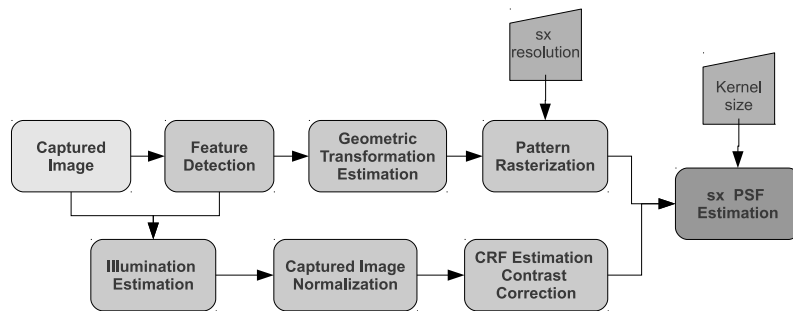 sx
resolution
Kernel
size
Captured
Image
Feature
Detection
Geometric
Transformation
Estimation
Pattern
Rasterization
sx PSF
Estimation
Illumination
Estimation
Captured Image
Normalization
CRF Estimation
Contrast
Correction